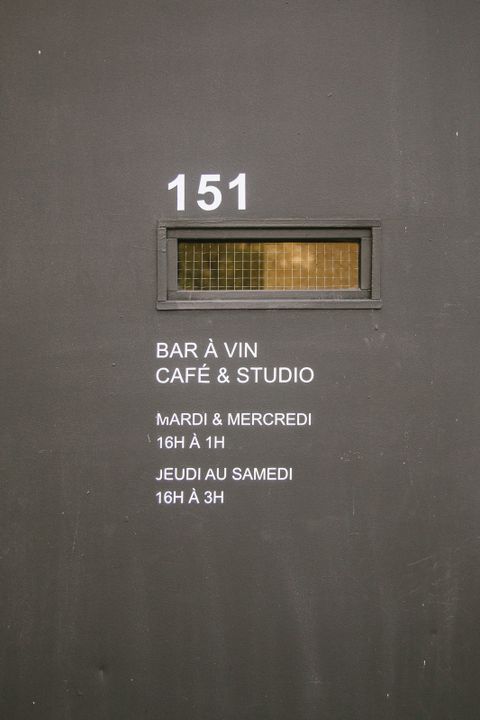 151
BAR À VIN
CAFÉ & STUDIO
MARDI & MERCREDI
16H À 1H
JEUDI AU SAMEDI
16H À 3H